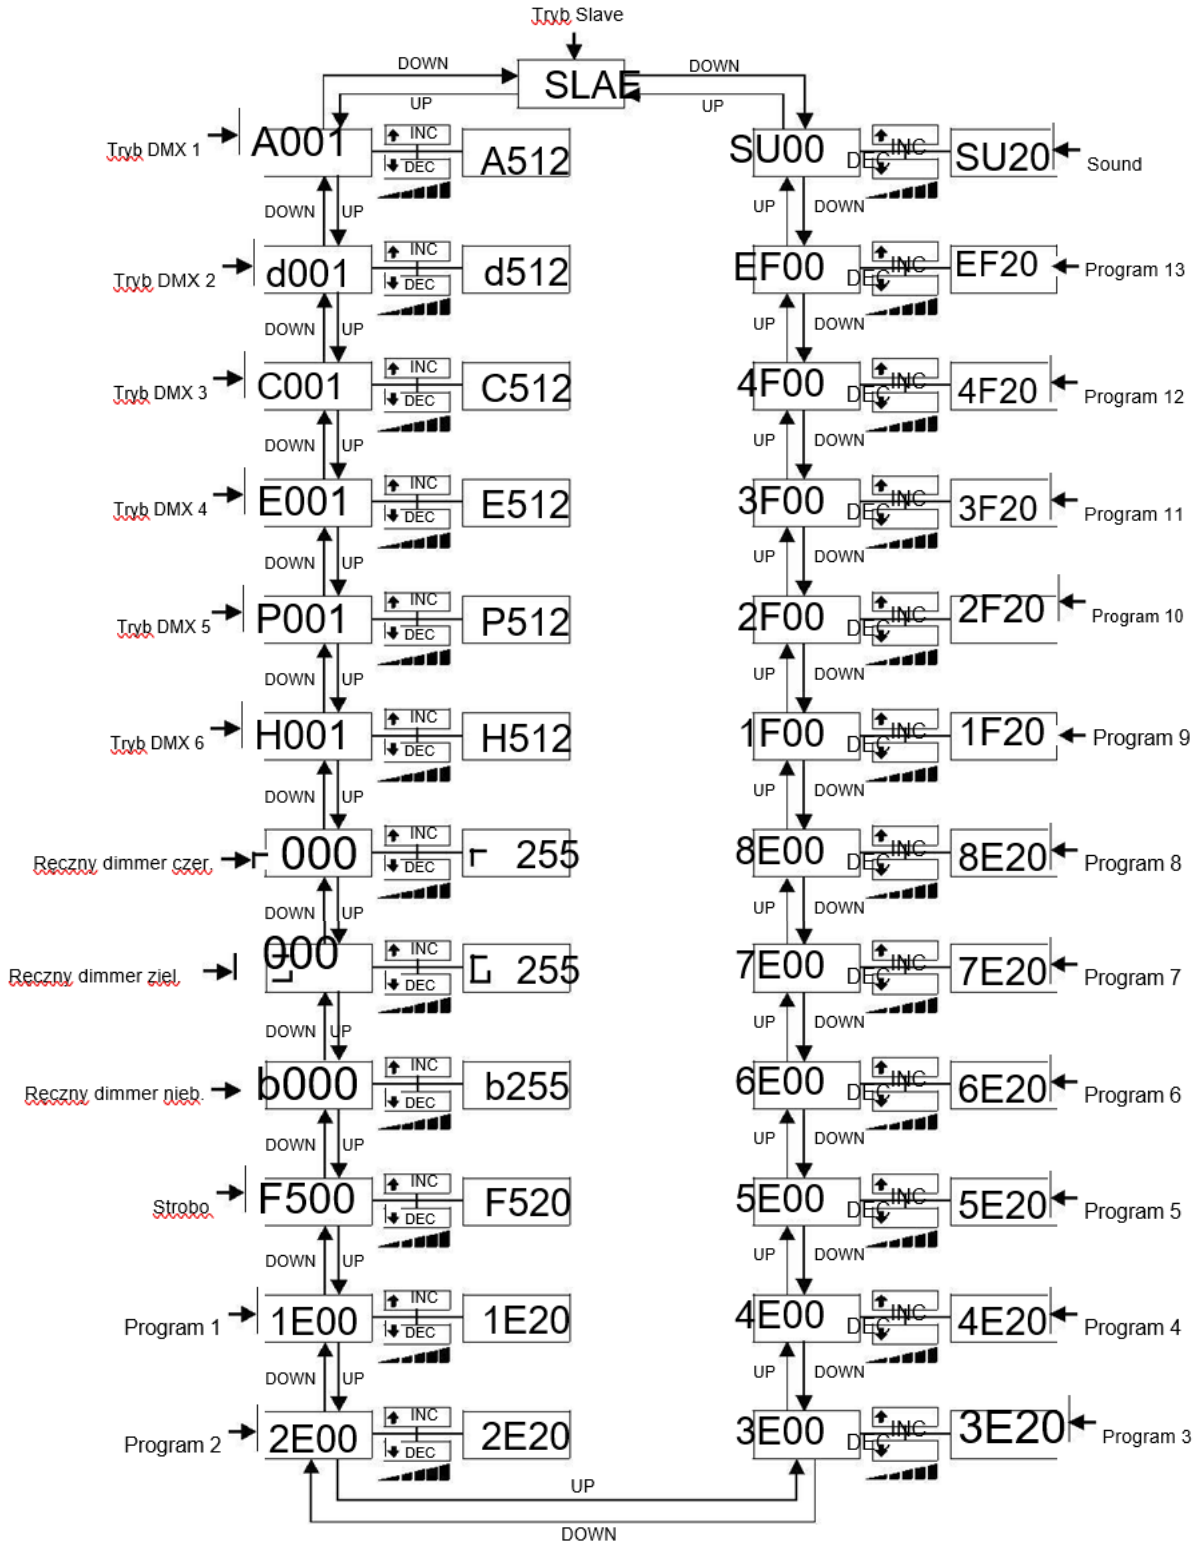 Tryb Slave
DOWN SLAE DOWN
UP UP
Tryb DMX 1 A001 INC DEC A512
SU00 INC DEC SU20 Sound
DOWN UP UP DOWN
Tryb DMX 2 d001 INC DEC d512
EF00 INC DEC EF20 Program 13
DOWN UP UP DOWN
Tryb DMX 3 C001 INC DEC C512
4F00 INC DEC 4F20 Program 12
DOWN UP UP DOWN
Tryb DMX 4 E001 INC DEC E512
3F00 INC DEC 3F20 Program 11
DOWN UP UP DOWN
Tryb DMX 5 P001 INC DEC P512
2F00 INC DEC 2F20 Program 10
DOWN UP UP DOWN
Tryb DMX 6 H001 INC DEC H512
1F00 INC DEC 1F20 Program 9
DOWN UP UP DOWN
Ręczny dimmer czer. 000 INC DEC 255
8E00 INC DEC 8E20 Program 8
DOWN UP UP DOWN
Ręczny dimmer ziel. 000 INC DEC 255
7E00 INC DEC 7E20 Program 7
DOWN UP UP DOWN
Ręczny dimmer nieb. b000 INC DEC b255
6E00 INC DEC 6E20 Program 6
DOWN UP UP DOWN
Strobo F500 INC DEC F520
5E00 INC DEC 5E20 Program 5
DOWN UP UP DOWN
Program 1 1E00 INC DEC 1E20
4E00 INC DEC 4E20 Program 4
DOWN UP UP DOWN
Program 2 2E00 INC DEC 2E20
3E00 INC DEC 3E20 Program 3
UP
DOWN